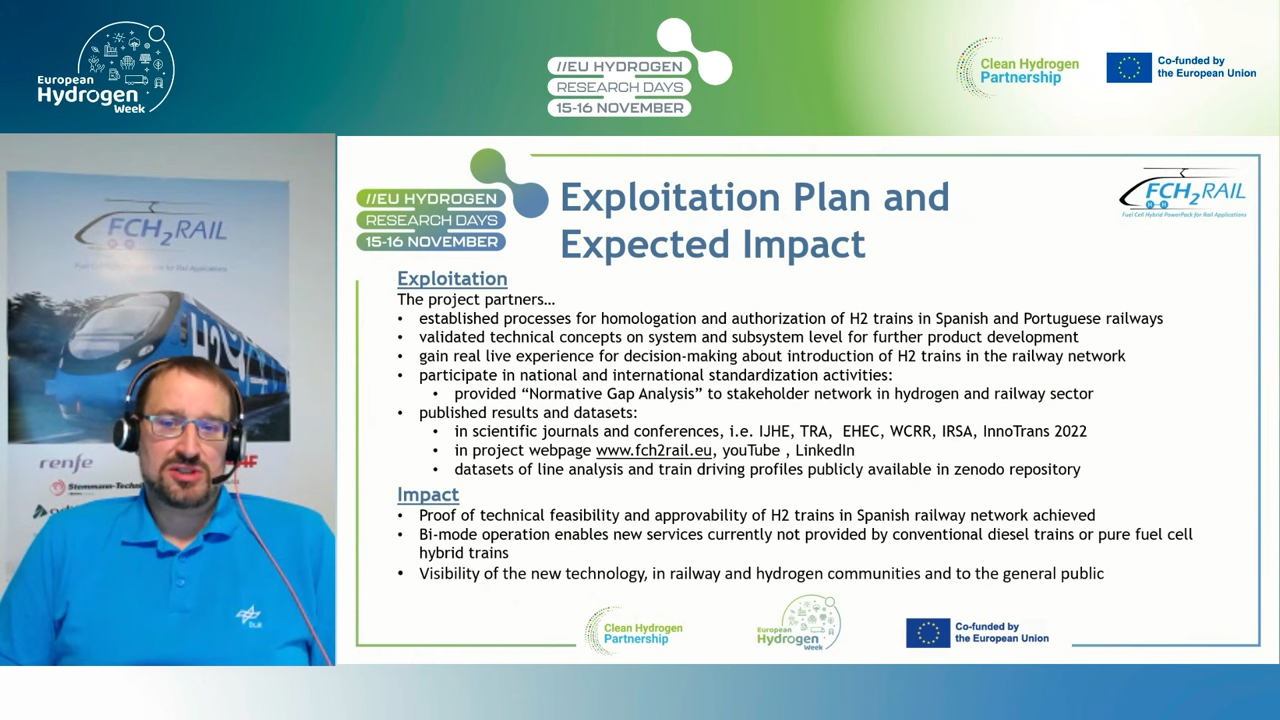 European
Hydrogen
Week
//EU HYDROGEN
RESEARCH DAYS
15-16 NOVEMBER
Clean Hydrogen
Partnership
Co-funded by
the European Union
FCH2RAIL
renfe
Stemmann-Techn
//EU HYDROGEN
RESEARCH DAYS
15-16 NOVEMBER
Exploitation Plan and
Expected Impact
FCH2RAIL
Fuel Cell Hybrid PowerPack for Rail Applications
Exploitation
The project partners…
• established processes for homologation and authorization of H2 trains in Spanish and Portuguese railways
• validated technical concepts on system and subsystem level for further product development
• gain real live experience for decision-making about introduction of H2 trains in the railway network
• participate in national and international standardization activities:
• provided “Normative Gap Analysis” to stakeholder network in hydrogen and railway sector
• published results and datasets:
• in scientific journals and conferences, i.e. IJHE, TRA, EHEC, WCRR, IRSA, InnoTrans 2022
• in project webpage www.fch2rail.eu, youTube , LinkedIn
• datasets of line analysis and train driving profiles publicly available in zenodo repository
Impact
• Proof of technical feasibility and approvability of H2 trains in Spanish railway network achieved
• Bi-mode operation enables new services currently not provided by conventional diesel trains or pure fuel cell
hybrid trains
• Visibility of the new technology, in railway and hydrogen communities and to the general public
Clean Hydrogen
Partnership
European
Hydrogen
Week
Co-funded by
the European Union
DLR